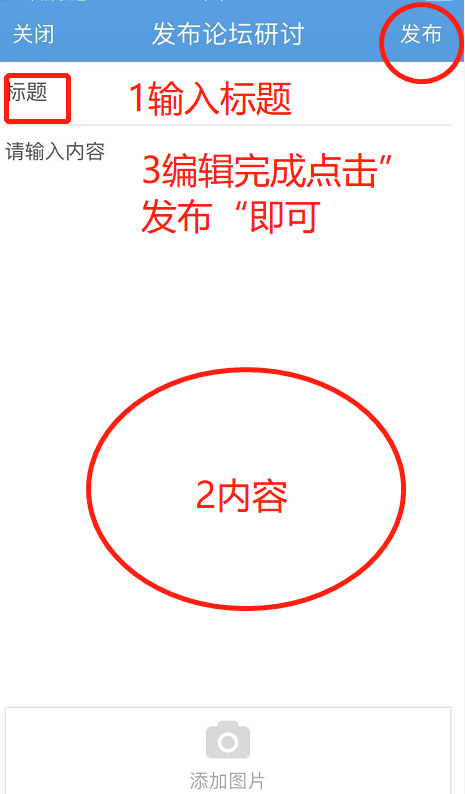 关闭 发布论坛研讨 发布
标题 1输入标题
请输入内容
3编辑完成点击”
发布“即可
2内容
添加图片